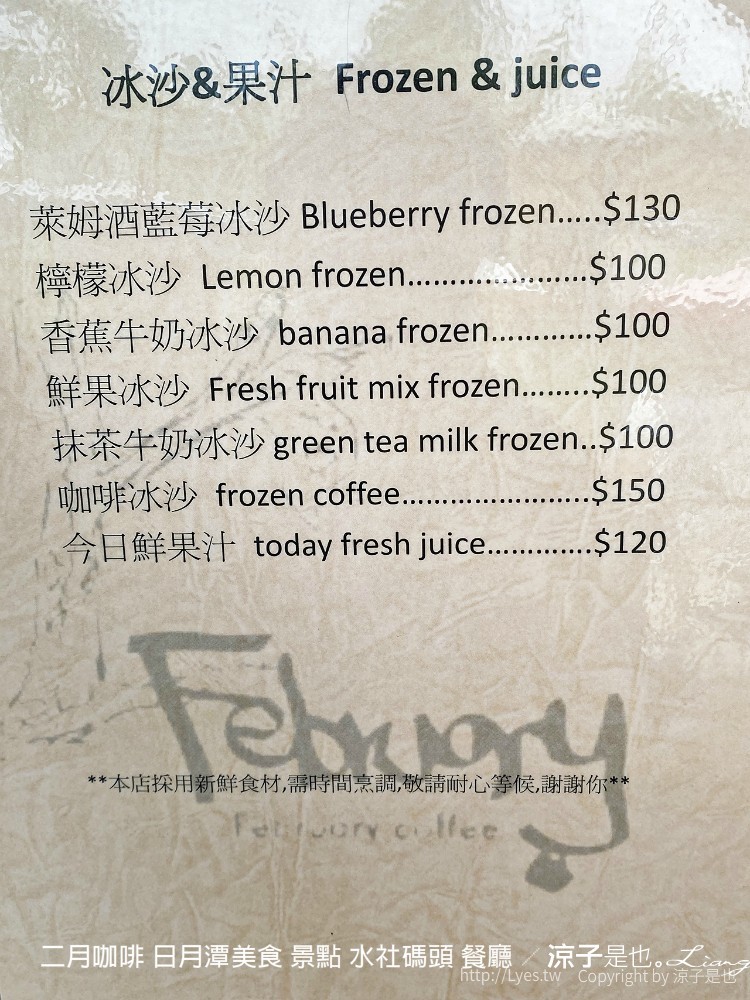 冰沙&果汁 Frozen & juice
萊姆酒藍莓冰沙 Blueberry frozen.....$130
檸檬冰沙 Lemon frozen......................$100
香蕉牛奶冰沙 banana frozen.............$100
鮮果冰沙 Fresh fruit mix frozen.........$100
抹茶牛奶冰沙 green tea milk frozen..$100
咖啡冰沙 frozen coffee.......................$150
今日鮮果汁 today fresh juice.............$120
February
**本店採用新鮮食材,需時間烹調,敬請耐心等候,謝謝你**
February coffee
二月咖啡 日月潭美食 景點 水社碼頭 餐廳 / 涼子是也。Liang
http://Lyes.tw Copyright by 涼子是也